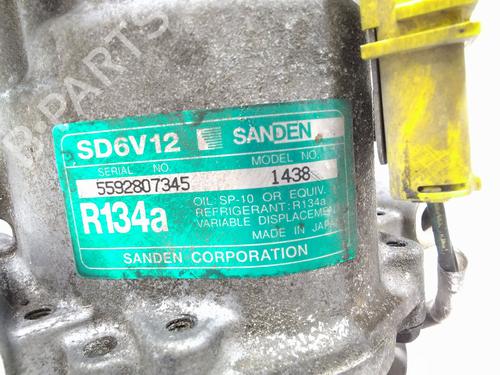 B-PARTS
SD6V12 SANDEN
SERIAL NO. MODEL NO.
5592807345 1438
R134a
OIL: SP-10 OR EQUIV.
REFRIGERANT: R134a
VARIABLE DISPLACEMENT
MADE IN JAPAN
SANDEN CORPORATION